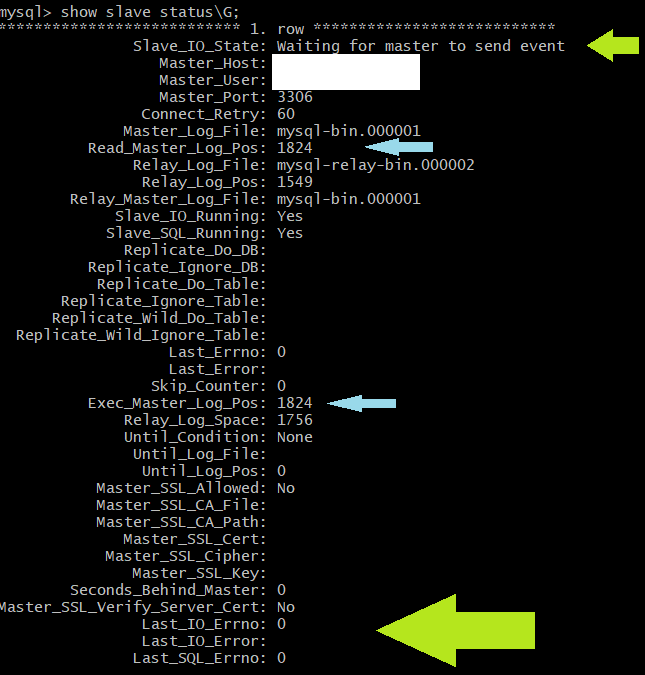 mysql> show slave status\G;
*************************** 1. row ***************************
Slave_IO_State: Waiting for master to send event
Master_Host:
Master_User:
Master_Port: 3306
Connect_Retry: 60
Master_Log_File: mysql-bin.000001
Read_Master_Log_Pos: 1824
Relay_Log_File: mysql-relay-bin.000002
Relay_Log_Pos: 1549
Relay_Master_Log_File: mysql-bin.000001
Slave_IO_Running: Yes
Slave_SQL_Running: Yes
Replicate_Do_DB:
Replicate_Ignore_DB:
Replicate_Do_Table:
Replicate_Ignore_Table:
Replicate_Wild_Do_Table:
Replicate_Wild_Ignore_Table:
Last_Errno: 0
Last_Error:
Skip_Counter: 0
Exec_Master_Log_Pos: 1824
Relay_Log_Space: 1756
Until_Condition: None
Until_Log_File:
Until_Log_Pos: 0
Master_SSL_Allowed: No
Master_SSL_CA_File:
Master_SSL_CA_Path:
Master_SSL_Cert:
Master_SSL_Cipher:
Master_SSL_Key:
Seconds_Behind_Master: 0
Master_SSL_Verify_Server_Cert: No
Last_IO_Errno: 0
Last_IO_Error:
Last_SQL_Errno: 0